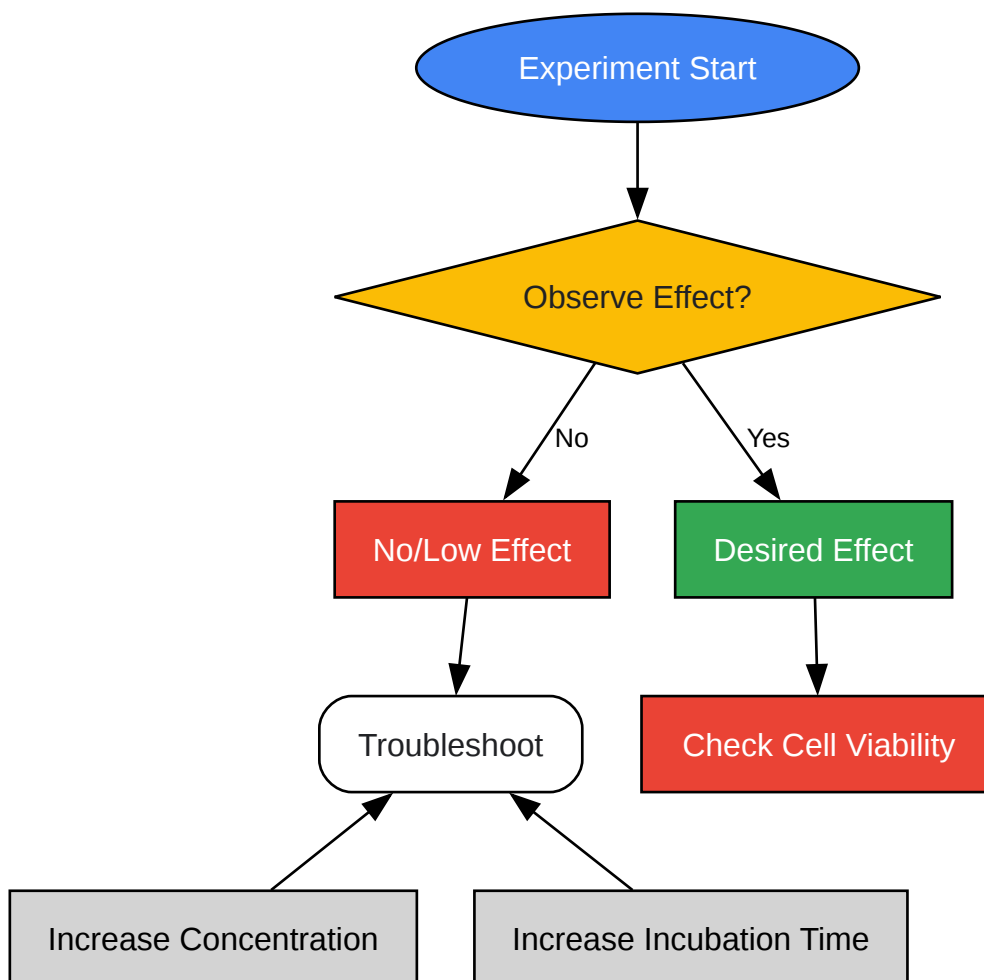 Experiment Start
Observe Effect?
No
Yes
No/Low Effect
Desired Effect
Troubleshoot
Check Cell Viability
Increase Concentration
Increase Incubation Time